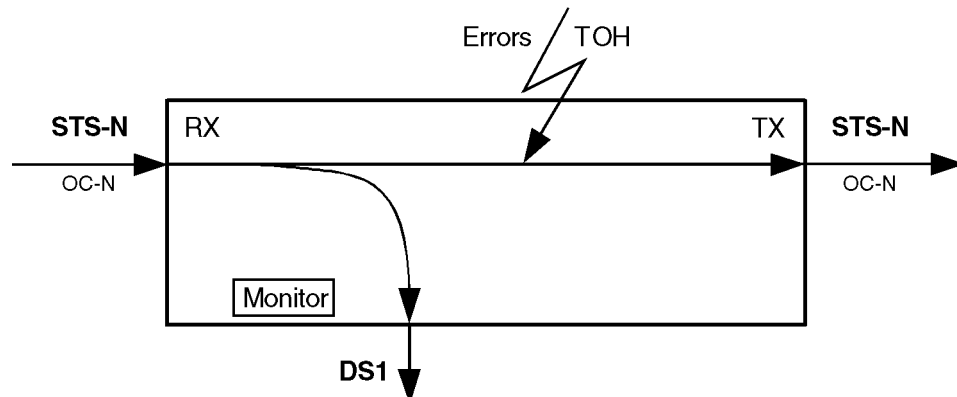 Errors TOH
STS-N RX TX STS-N
OC-N OC-N
Monitor
DS1